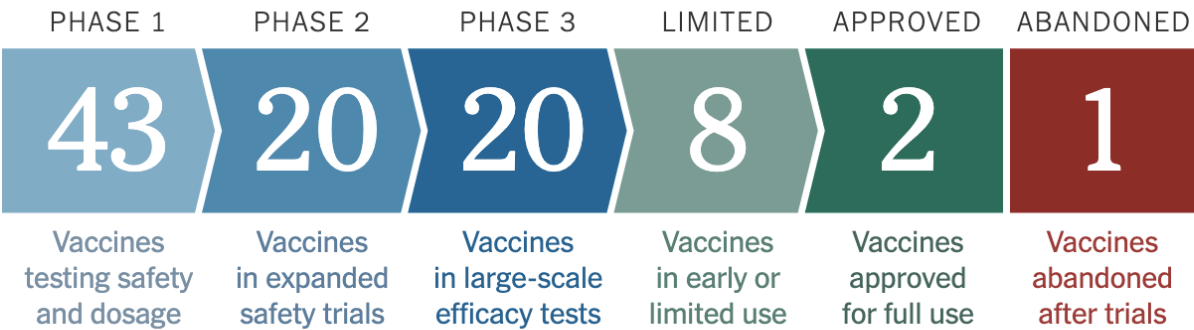 PHASE 1 PHASE 2 PHASE 3 LIMITED APPROVED ABANDONED
43 20 20 8 2 1
Vaccines Vaccines Vaccines Vaccines Vaccines Vaccines
testing safety in expanded in large-scale in early or approved abandoned
and dosage safety trials efficacy tests limited use for full use after trials